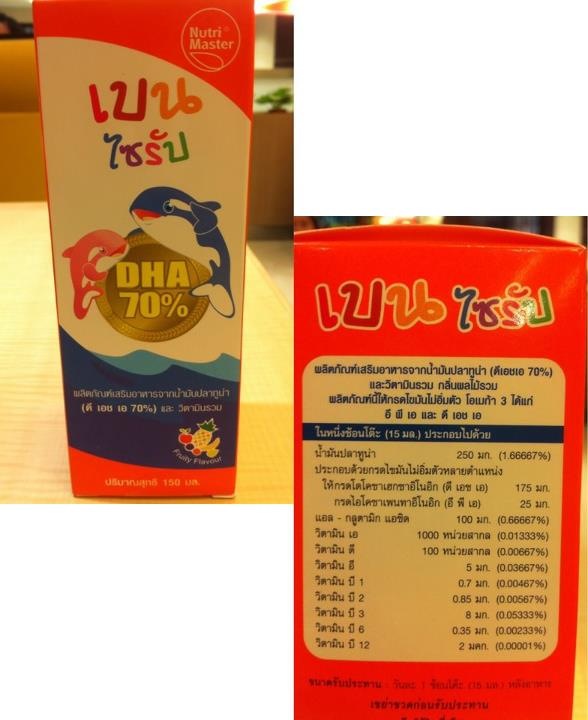 Nutri
Master
เบน
ไซรัป
DHA
70%
ผลิตภัณฑ์เสริมอาหารจากน้ำมันปลาทูน่า
(ดี เอช เอ 70%) และ วิตามินรวม
Fruity Flavour
ปริมาณสุทธิ 150 มล.
เบน ไซรัป
ผลิตภัณฑ์เสริมอาหารจากน้ำมันปลาทูน่า (ดีเอชเอ 70%)
และวิตามินรวม กลิ่นผลไม้รวม
ผลิตภัณฑ์นี้ให้กรดไขมันไม่อิ่มตัว โอเมก้า 3 ได้แก่
อี พี เอ และ ดี เอช เอ
ในหนึ่งช้อนโต๊ะ (15 มล.) ประกอบไปด้วย
น้ำมันปลาทูน่า 250 มก. (1.66667%)
ประกอบด้วยกรดไขมันไม่อิ่มตัวหลายตำแหน่ง
ให้กรดโดโคซาเฮกซาอีโนอิก (ดี เอช เอ) 175 มก.
กรดไอโคซาเพนทาอีโนอิก (อี พี เอ) 25 มก.
แอล - กลูตามิก แอซิด 100 มก. (0.66667%)
วิตามิน เอ 1000 หน่วยสากล (0.01333%)
วิตามิน ดี 100 หน่วยสากล (0.00667%)
วิตามิน อี 5 มก. (0.03667%)
วิตามิน บี 1 0.7 มก. (0.00467%)
วิตามิน บี 2 0.85 มก. (0.00567%)
วิตามิน บี 3 8 มก. (0.05333%)
วิตามิน บี 6 0.35 มก. (0.00233%)
วิตามิน บี 12 2 มคก. (0.00001%)
ขนาดรับประทาน : วันละ 1 ช้อนโต๊ะ (15 มล.) หลังอาหาร
เขย่าขวดก่อนรับประทาน